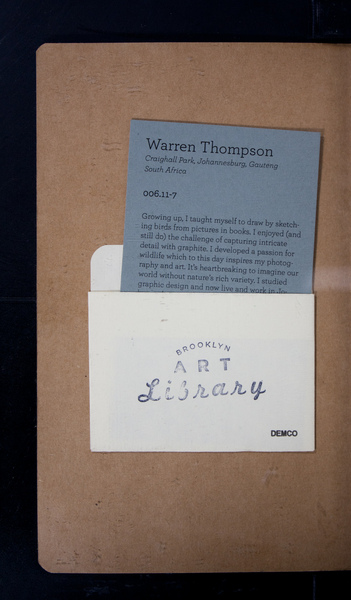 Warren Thompson
Craighall Park, Johannesburg, Gauteng
South Africa
006.11-7
Growing up, I taught myself to draw by sketch-
ing birds from pictures in books. I enjoyed (and
still do) the challenge of capturing intricate
detail with graphite. I developed a passion for
wildlife which to this day inspires my photog-
raphy and art. It's heartbreaking to imagine our
world without nature's rich variety. I studied
graphic design and now live and work in Jo-
BROOKLYN
ART
Library
DEMCO